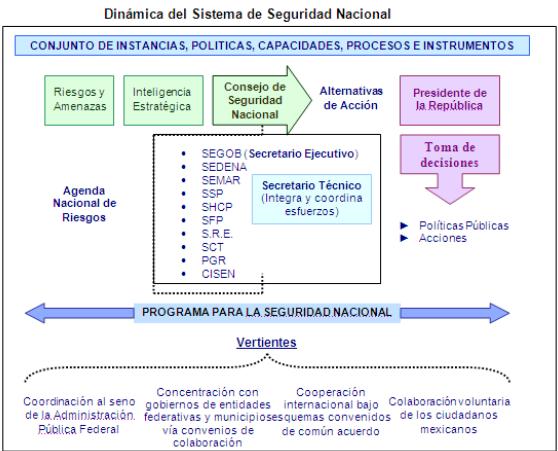 Dinámica del Sistema de Seguridad Nacional
CONJUNTO DE INSTANCIAS, POLITICAS, CAPACIDADES, PROCESOS E INSTRUMENTOS
Riesgos y
Amenazas
Inteligencia
Estratégica
Consejo de
Seguridad
Nacional
Alternativas
de Acción
Presidente de
la República
Agenda
Nacional de
Riesgos
• SEGOB (Secretario Ejecutivo)
• SEDENA
• SEMAR
• SSP
• SHCP
• SFP
• S.R.E.
• SCT
• PGR
• CISEN
Secretario Técnico
(Integra y coordina
esfuerzos)
Toma de
decisiones
► Políticas Públicas
► Acciones
PROGRAMA PARA LA SEGURIDAD NACIONAL
Vertientes
Coordinación al seno
de la Administración
Pública Federal
Concentración con
gobiernos de entidades
federativas y municipios
vía convenios de
colaboración
Cooperación
internacional bajo
esquemas convenidos
de común acuerdo
Colaboración voluntaria
de los ciudadanos
mexicanos